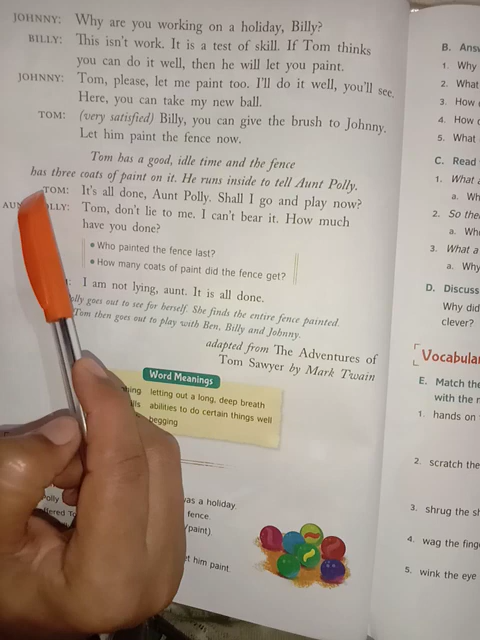 JOHNNY: Why are you working on a holiday, Billy?
BILLY: This isn't work. It is a test of skill. If Tom thinks
you can do it well, then he will let you paint.
JOHNNY: Tom, please, let me paint too. I'll do it well, you'll see.
Here, you can take my new ball.
TOM: (very satisfied) Billy, you can give the brush to Johnny.
Let him paint the fence now.
Tom has a good, idle time and the fence
has three coats of paint on it. He runs inside to tell Aunt Polly.
TOM: It's all done, Aunt Polly. Shall I go and play now?
OLLY: Tom, don't lie to me. I can't bear it. How much
have you done?
• Who painted the fence last?
• How many coats of paint did the fence get?
I am not lying, aunt. It is all done.
olly goes out to see for herself. She finds the entire fence painted.
Tom then goes out to play with Ben, Billy and Johnny.
adapted from The Adventures of
Tom Sawyer by Mark Twain
Word Meanings
hing letting out a long, deep breath
lls abilities to do certain things well
begging
Polly
was a holiday.
fered To
fence.
paint)
et him paint.
B. Answ
1. Why
2. What
3. How
4. How
5. What
C. Read
1. What a
a. Wh
2. So the
a. Wh
3. What a
a. Why
D. Discuss
Why did
clever?
Vocabular
E. Match the
with the
1. hands on
2. scratch the
3. shrug the sh
4. wag the fing
5. wink the eye